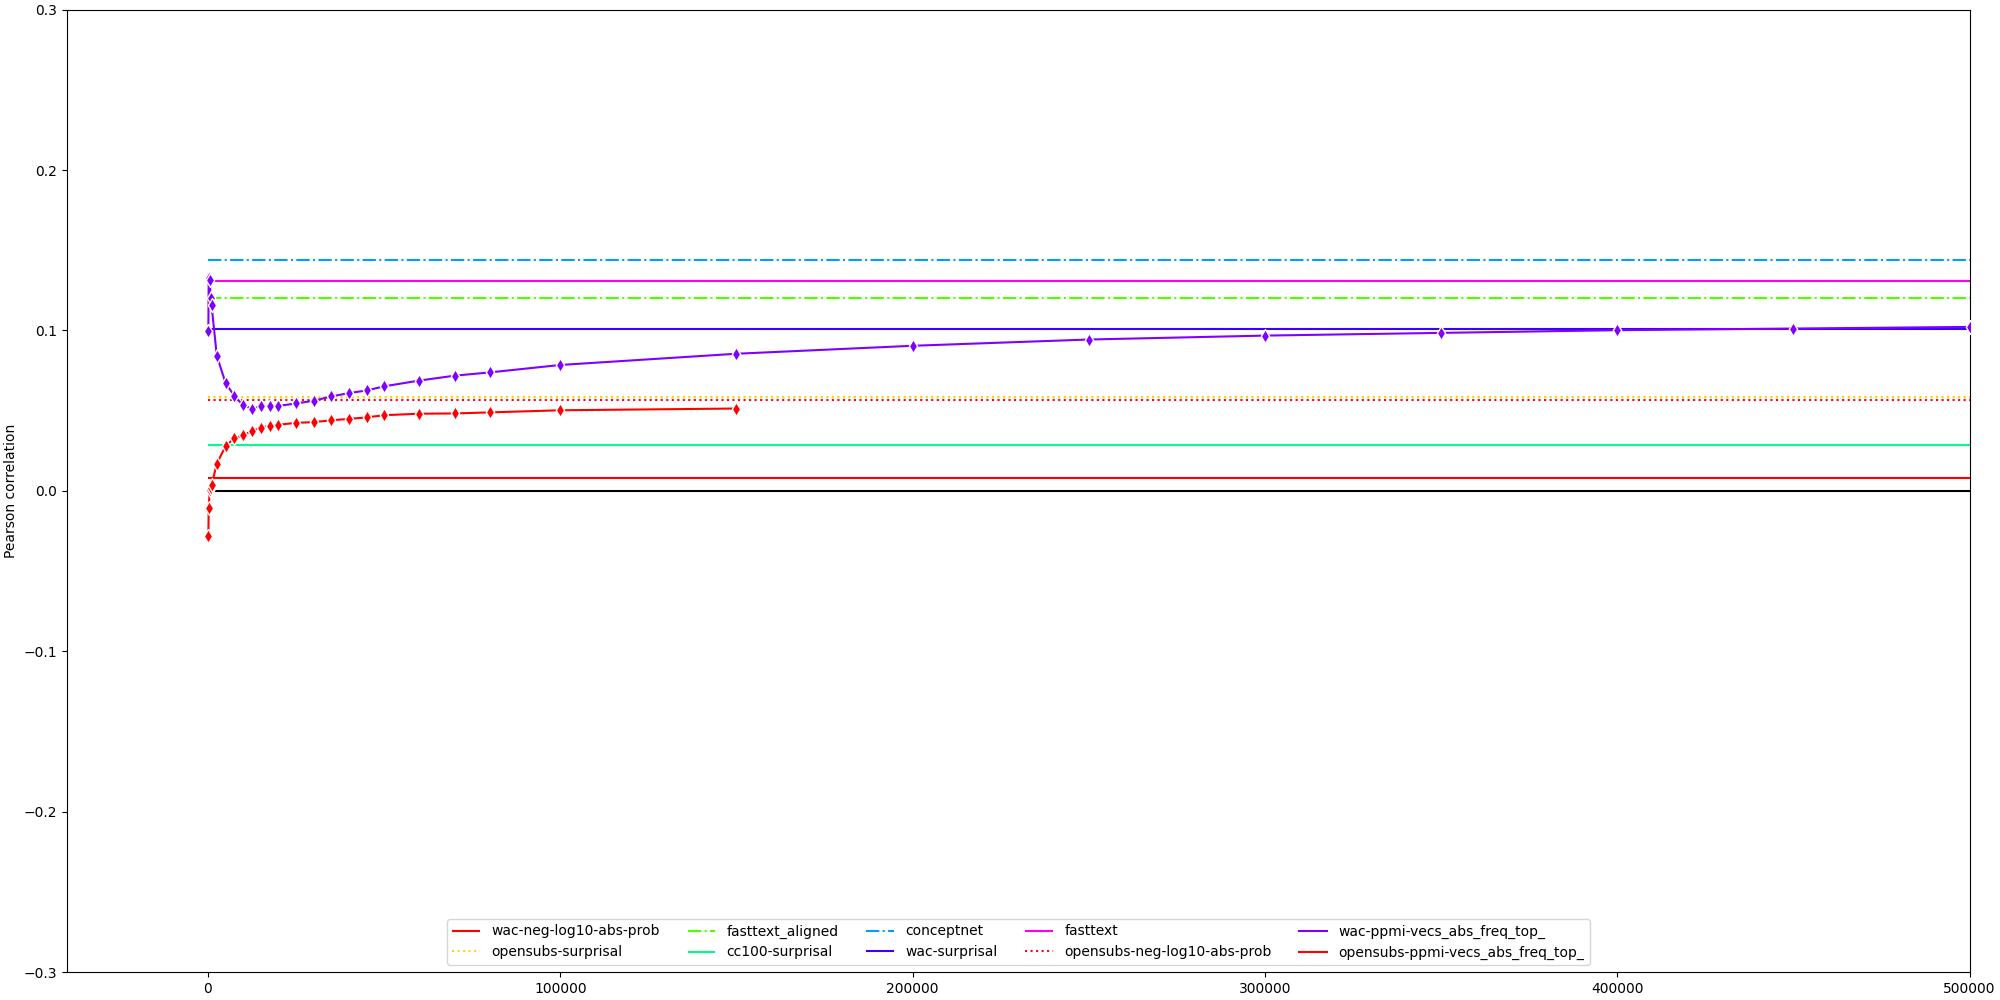 0.3
0.2
0.1
0.0
−0.1
−0.2
−0.3
Pearson correlation
wac-neg-log10-abs-prob
opensubs-surprisal
fasttext_aligned
cc100-surprisal
conceptnet
wac-surprisal
fasttext
opensubs-neg-log10-abs-prob
wac-ppmi-vecs_abs_freq_top_
opensubs-ppmi-vecs_abs_freq_top_
0 100000 200000 300000 400000 500000